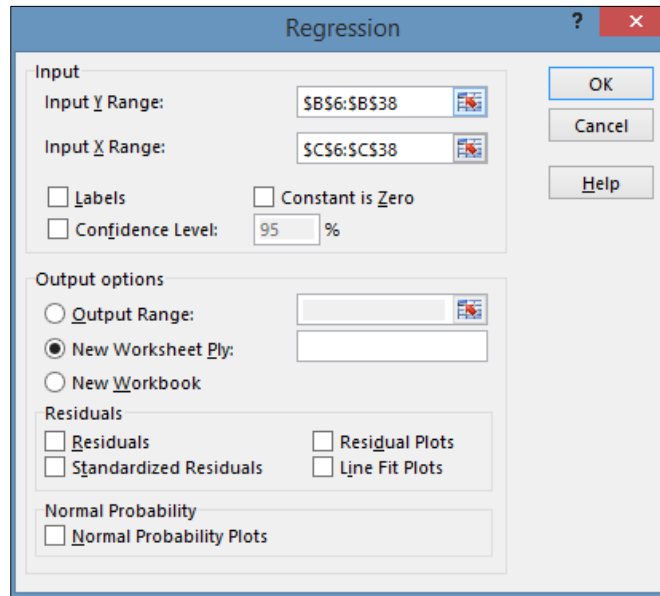 Regression
?
Input
Input Y Range:
$B$6:$B$38
Input X Range:
$C$6:$C$38
Labels
Constant is Zero
Confidence Level:
95
%
OK
Cancel
Help
Output options
Output Range:
New Worksheet Ply:
New Workbook
Residuals
Residuals
Residual Plots
Standardized Residuals
Line Fit Plots
Normal Probability
Normal Probability Plots